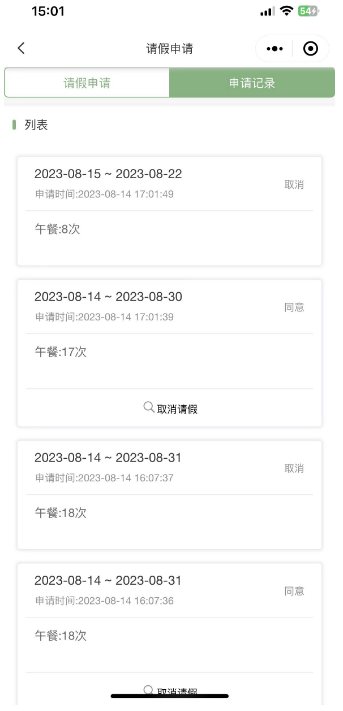 15:01
54
请假申请
请假申请
申请记录
列表
2023-08-15 ~ 2023-08-22
取消
申请时间:2023-08-14 17:01:49
午餐:8次
2023-08-14 ~ 2023-08-30
同意
申请时间:2023-08-14 17:01:39
午餐:17次
取消请假
2023-08-14 ~ 2023-08-31
取消
申请时间:2023-08-14 16:07:37
午餐:18次
2023-08-14 ~ 2023-08-31
同意
申请时间:2023-08-14 16:07:36
午餐:18次
取消请假